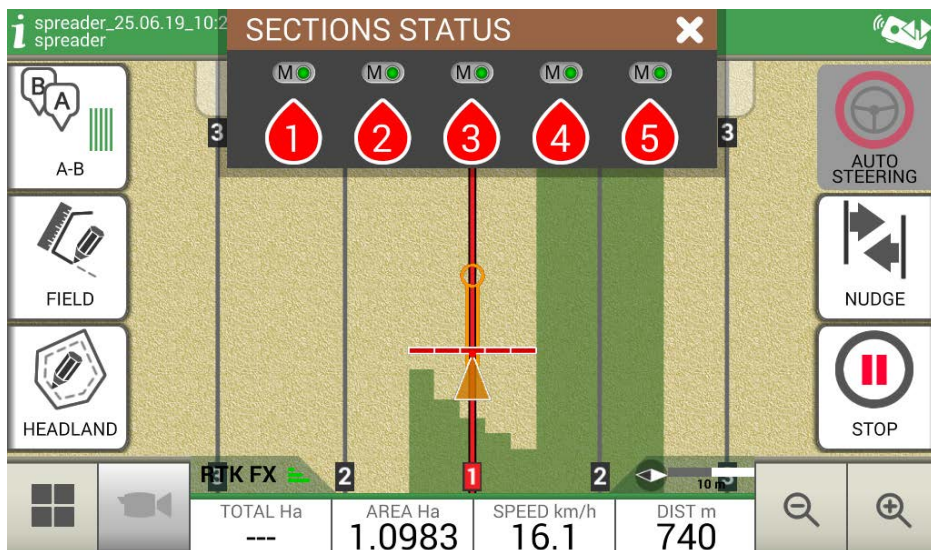 i spreader_25.06.19_10:2
spreader
SECTIONS STATUS
M M M M M
1 2 3 4 5
B
A
A-B
3 3
AUTO
STEERING
FIELD
NUDGE
HEADLAND
STOP
RTK FX
2 1 2
10 m
TOTAL Ha AREA Ha SPEED km/h DIST m
--- 1.0983 16.1 740